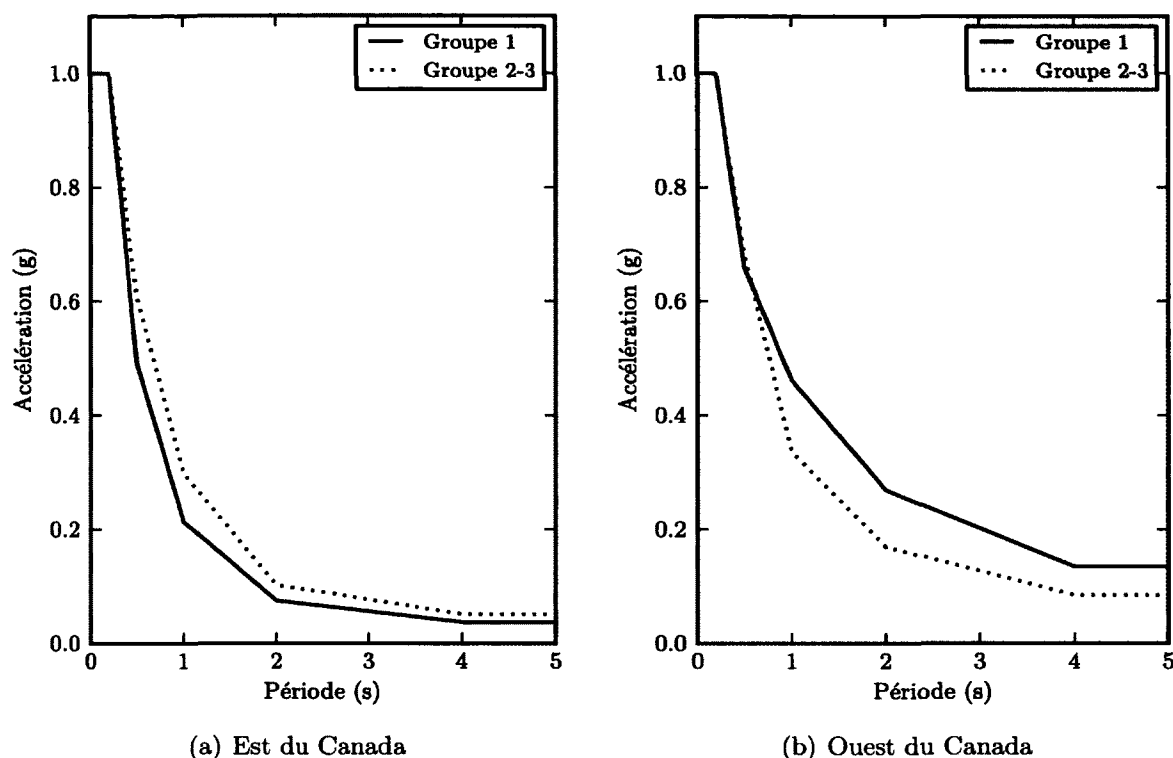 Groupe 1
Groupe 2-3
1.0
0.8
0.6
0.4
0.2
0.0
Accélération (g)
0 1 2 3 4 5
Période (s)
(a) Est du Canada
Groupe 1
Groupe 2-3
1.0
0.8
0.6
0.4
0.2
0.0
Accélération (g)
0 1 2 3 4 5
Période (s)
(b) Ouest du Canada